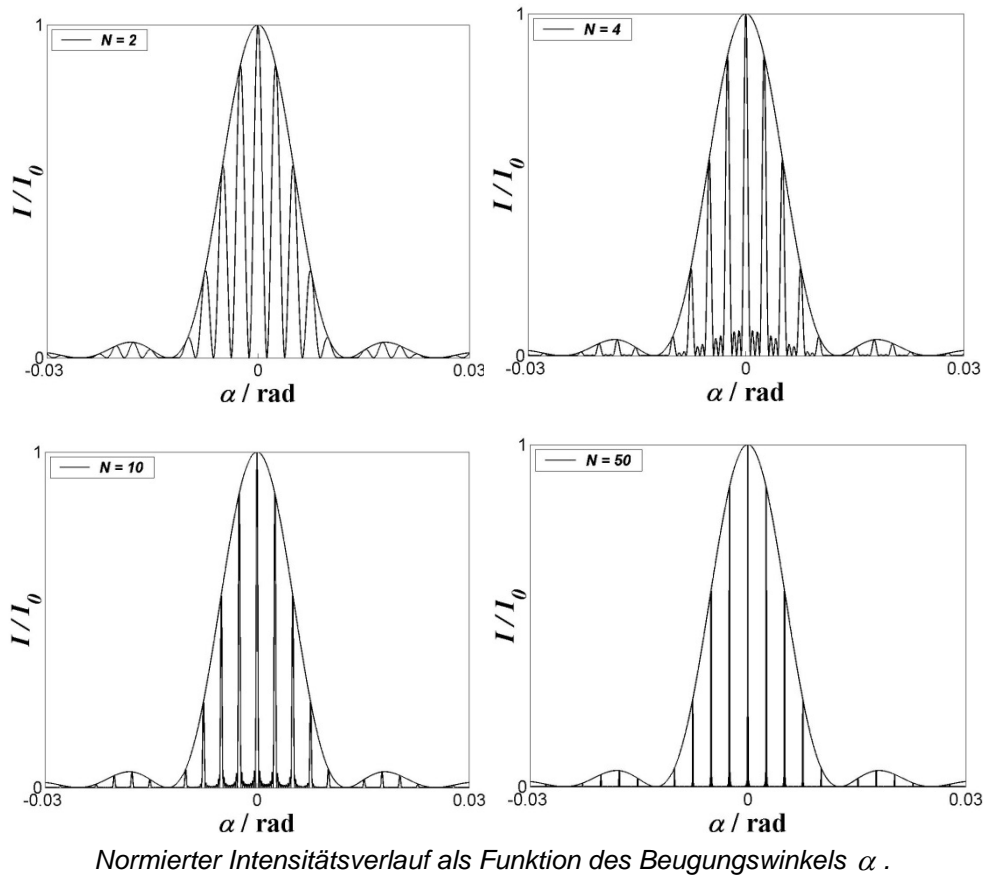 1
N = 2
I / I₀
0
-0.03
0
0.03
α / rad
1
N = 4
I / I₀
0
-0.03
0
0.03
α / rad
1
N = 10
I / I₀
0
-0.03
0
0.03
α / rad
1
N = 50
I / I₀
0
-0.03
0
0.03
α / rad
Normierter Intensitätsverlauf als Funktion des Beugungswinkels α .